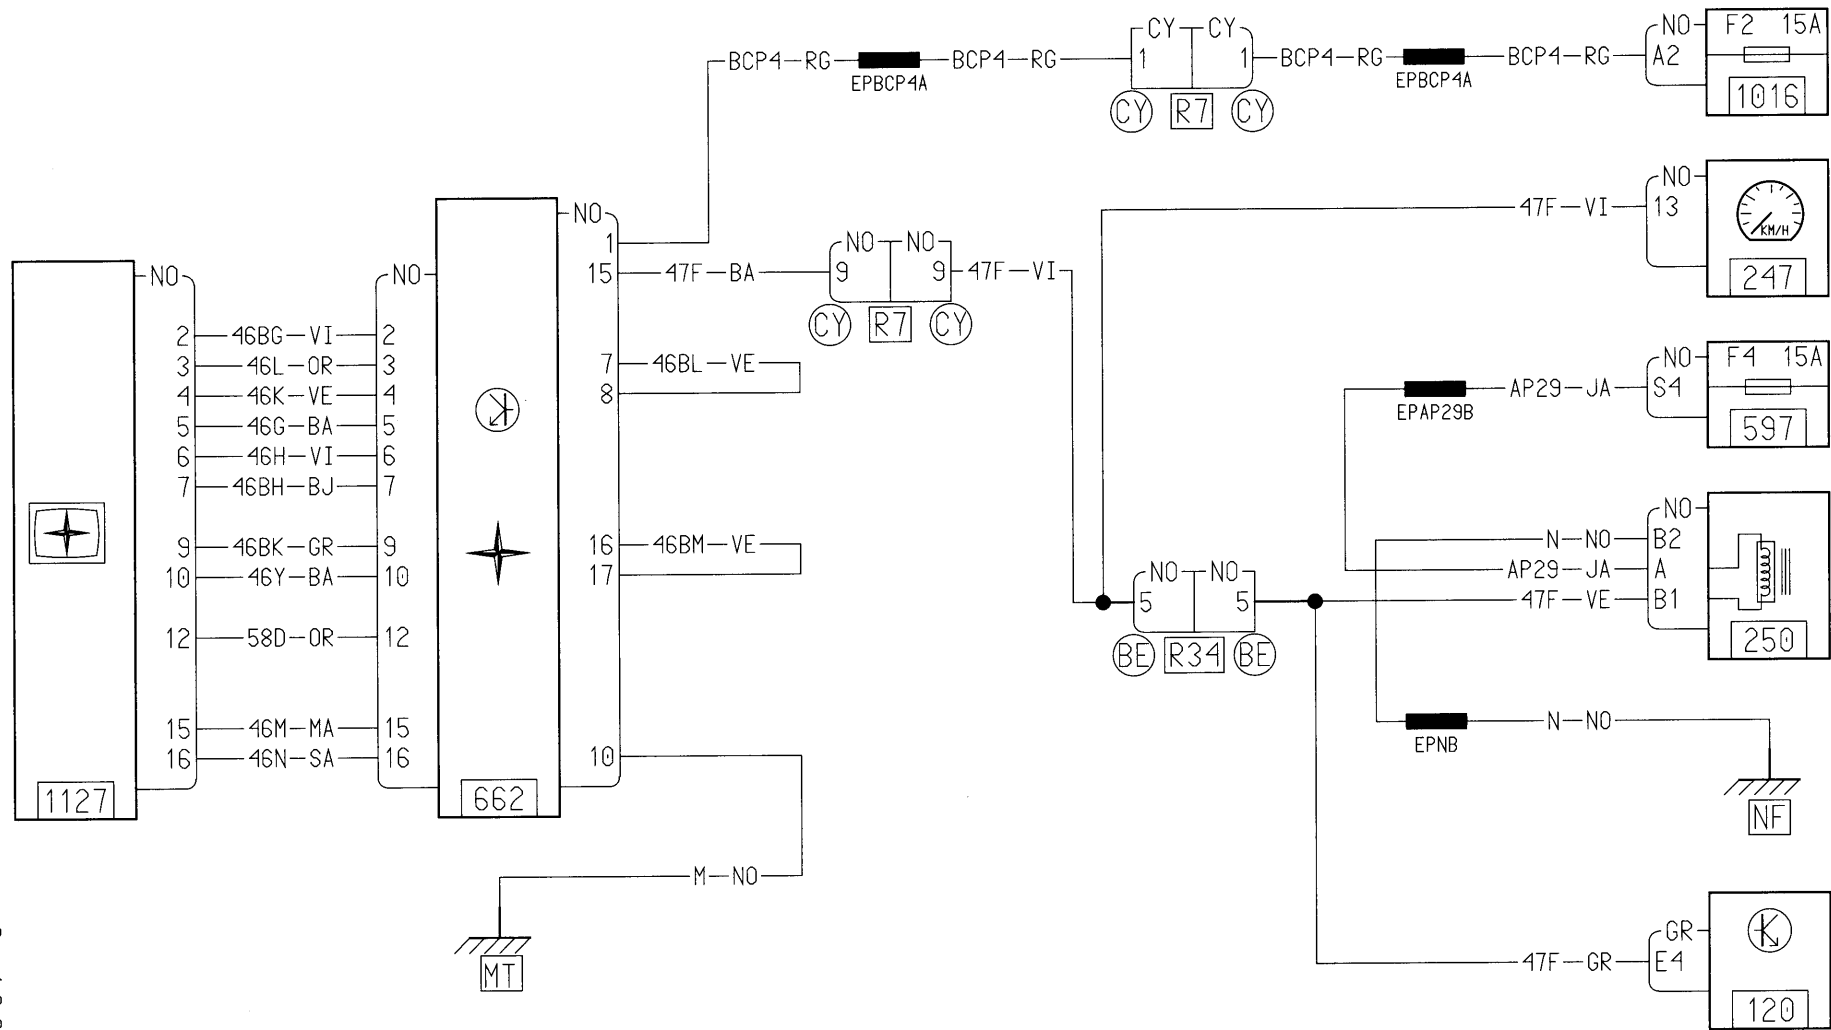 CY CY
NO F2 15A
BCP4-RG BCP4-RG 1 1 BCP4-RG BCP4-RG A2
EPBCP4A EPBCP4A
CY R7 CY
1016
NO
47F-VI 13
KM/H
247
NO
1
NO NO
15 47F-BA 9 9 47F-VI
CY R7 CY
NO NO
2 46BG-VI 2
3 46L-OR 3
4 46K-VE 4
5 46G-BA 5
6 46H-VI 6
7 46BH-BJ 7
9 46BK-GR 9
10 46Y-BA 10
12 58D-OR 12
15 46M-MA 15
16 46N-SA 16
1127
662
7 46BL-VE
8
16 46BM-VE
17
10
M-NO
MT
NO F4 15A
AP29-JA S4
EPAP29B
597
NO
N-NO B2
AP29-JA A
47F-VE B1
250
NO NO
5 5
BE R34 BE
N-NO
EPNB
NF
GR
47F-GR E4
120